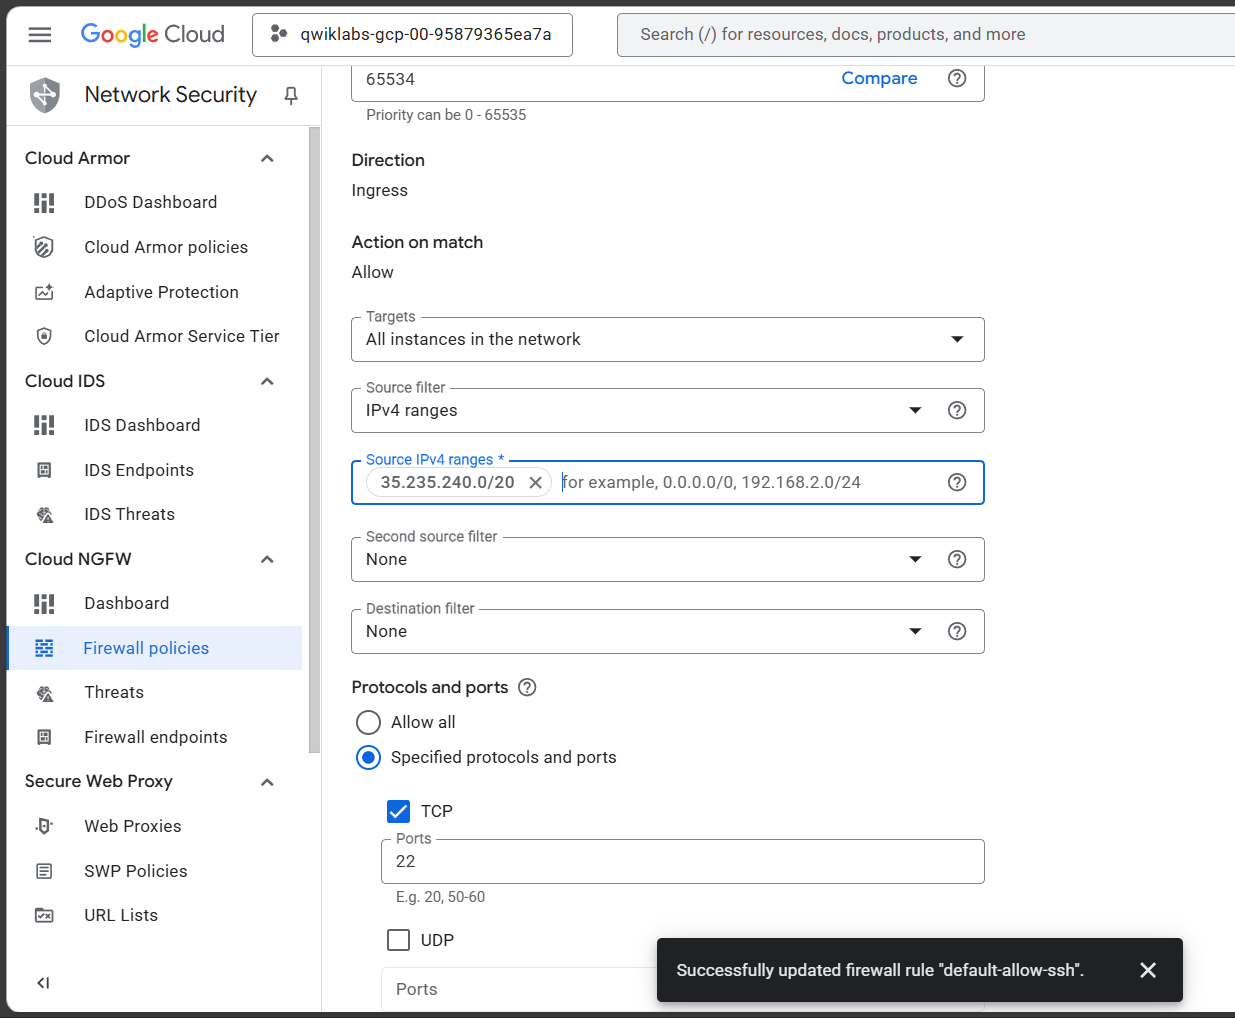 Google Cloud
qwiklabs-gcp-00-95879365ea7a
Search (/) for resources, docs, products, and more
Network Security
Cloud Armor
DDoS Dashboard
Cloud Armor policies
Adaptive Protection
Cloud Armor Service Tier
Cloud IDS
IDS Dashboard
IDS Endpoints
IDS Threats
Cloud NGFW
Dashboard
Firewall policies
Threats
Firewall endpoints
Secure Web Proxy
Web Proxies
SWP Policies
URL Lists
65534
Compare
Priority can be 0 - 65535
Direction
Ingress
Action on match
Allow
Targets
All instances in the network
Source filter
IPv4 ranges
Source IPv4 ranges *
35.235.240.0/20 for example, 0.0.0.0/0, 192.168.2.0/24
Second source filter
None
Destination filter
None
Protocols and ports
Allow all
Specified protocols and ports
TCP
Ports
22
E.g. 20, 50-60
UDP
Ports
Successfully updated firewall rule "default-allow-ssh".